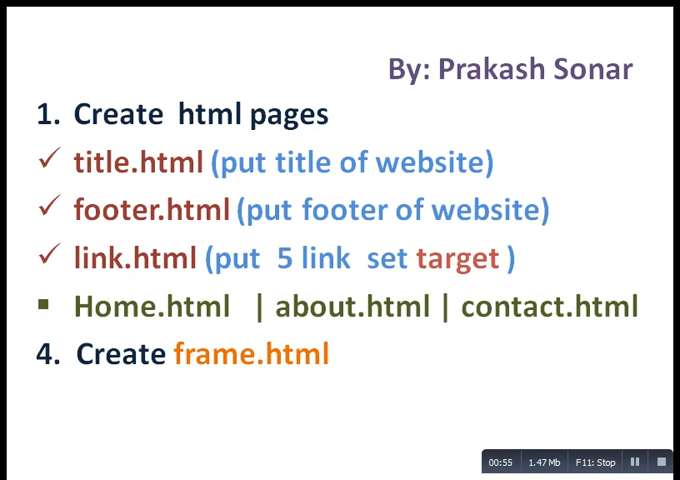 By: Prakash Sonar
1. Create html pages
✓ title.html (put title of website)
✓ footer.html (put footer of website)
✓ link.html (put 5 link set target )
▪ Home.html | about.html | contact.html
4. Create frame.html
00:55 1.47 Mb F11: Stop